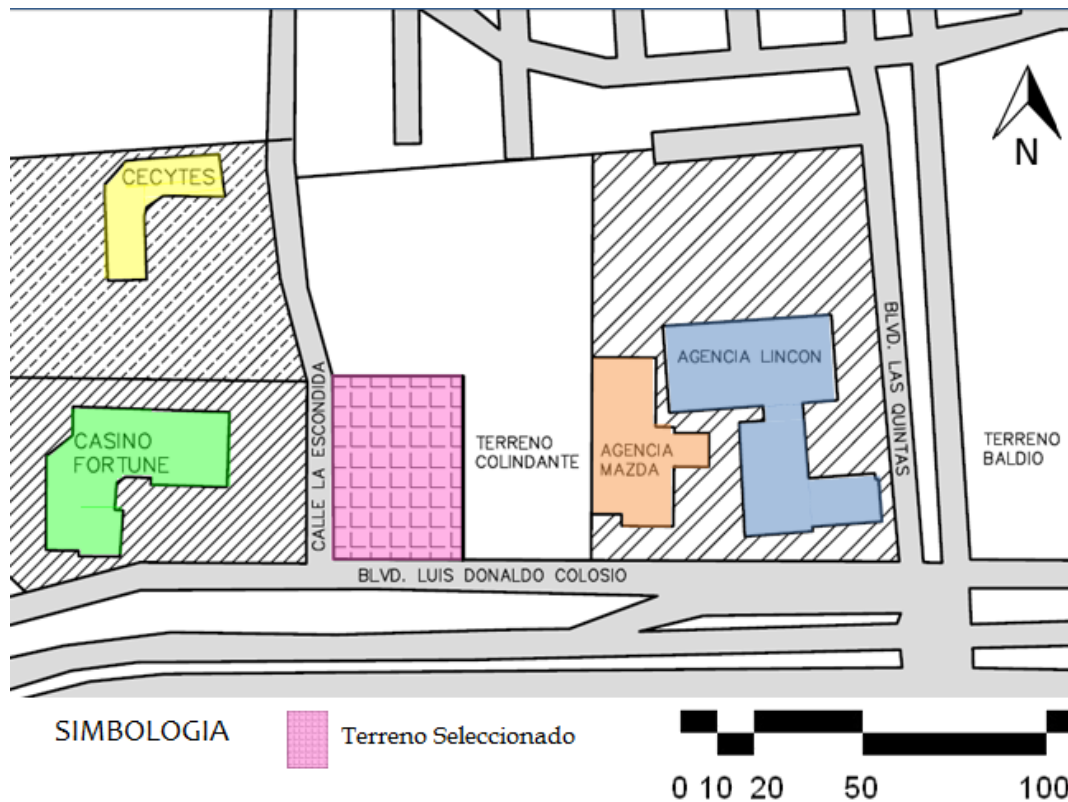 N
CECYTES
CASINO
FORTUNE
CALLE LA ESCONDIDA
TERRENO
COLINDANTE
AGENCIA
MAZDA
AGENCIA LINCON
BLVD. LAS QUINTAS
TERRENO
BALDIO
BLVD. LUIS DONALDO COLOSIO
SIMBOLOGIA
Terreno Seleccionado
0 10 20 50 100